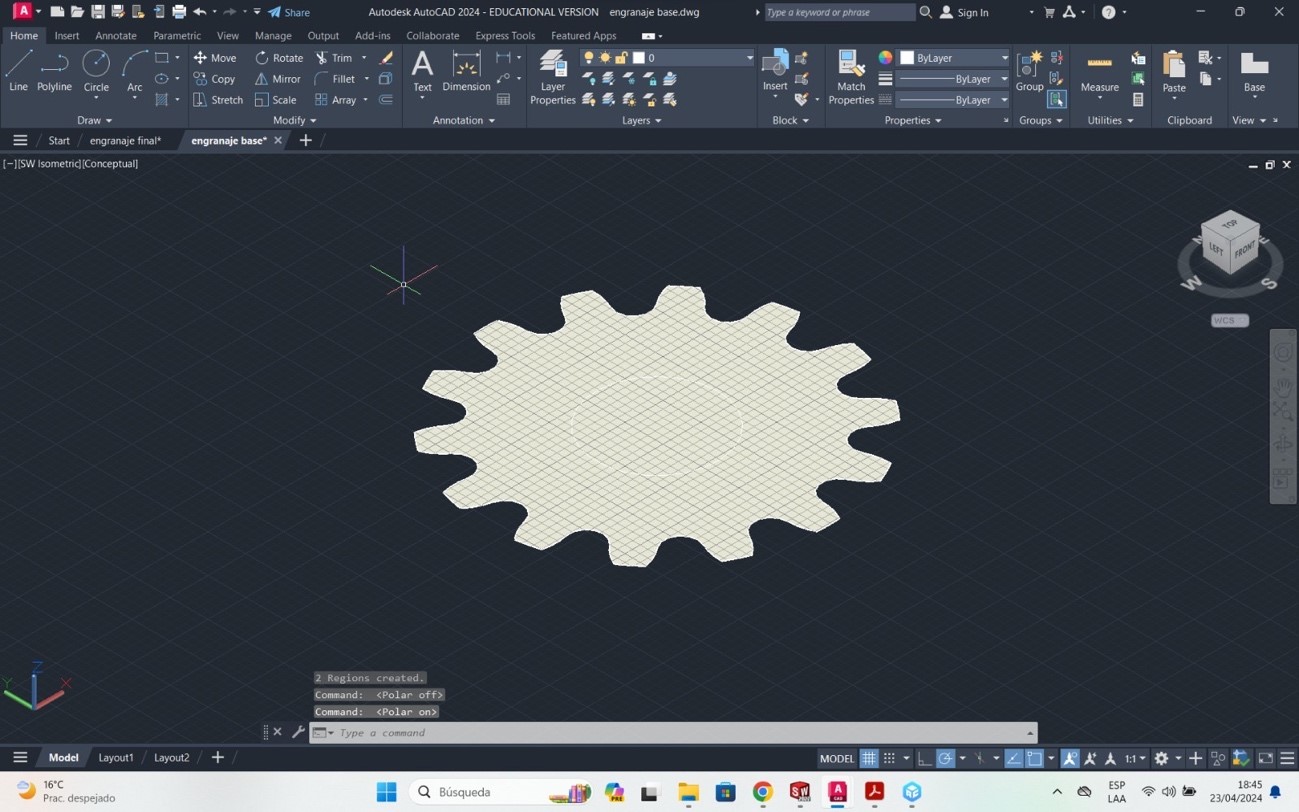 A Share Autodesk AutoCAD 2024 - EDUCATIONAL VERSION engranaje base.dwg Type a keyword or phrase Sign In
Home Insert Annotate Parametric View Manage Output Add-ins Collaborate Express Tools Featured Apps
Move Rotate Trim 0 ByLayer
Line Polyline Circle Arc Copy Mirror Fillet Text Dimension Layer Properties Insert Match Properties ByLayer Group Measure Paste Base
Stretch Scale Array ByLayer
Draw Modify Annotation Layers Block Properties Groups Utilities Clipboard View
Start engranaje final* engranaje base*
[−][SW Isometric][Conceptual]
TOP
LEFT FRONT
W S
WCS
Z
Y X
2 Regions created.
Command: <Polar off>
Command: <Polar on>
Type a command
Model Layout1 Layout2 MODEL 1:1
16°C
Prac. despejado
Búsqueda
ESP
LAA
18:45
23/04/2024